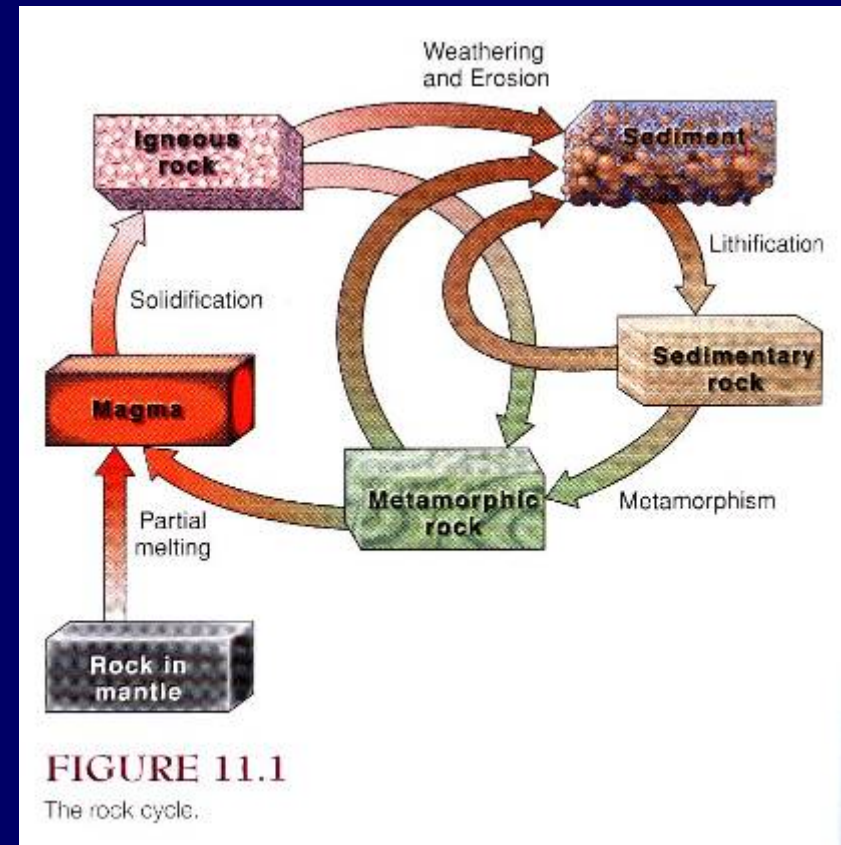 Weathering
and Erosion
Igneous
rock
Sediment
Lithification
Solidification
Sedimentary
rock
Magma
Metamorphic
rock
Metamorphism
Partial
melting
Rock in
mantle
FIGURE 11.1
The rock cycle.